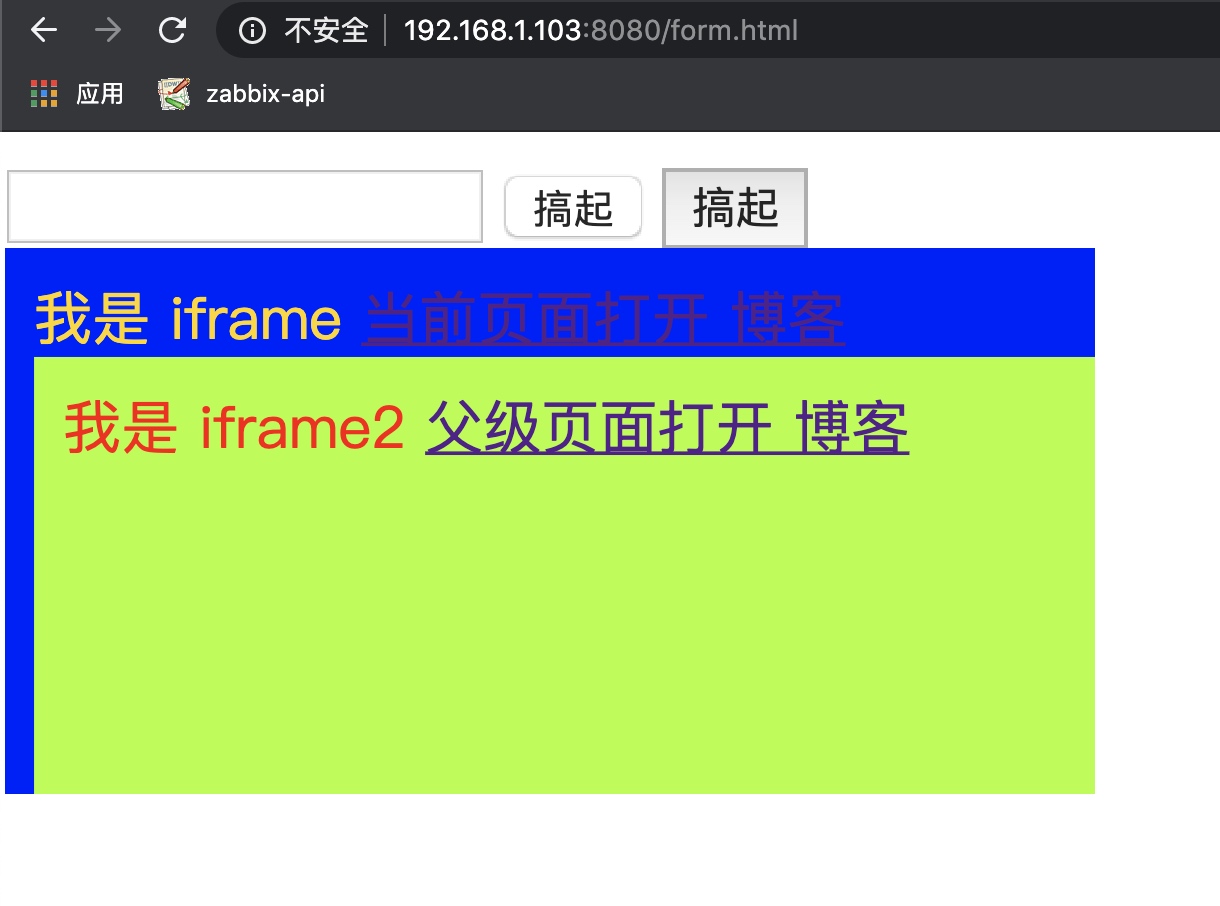 不安全 192.168.1.103:8080/form.html
应用 zabbix-api
搞起 搞起
我是 iframe 当前页面打开 博客
我是 iframe2 父级页面打开 博客